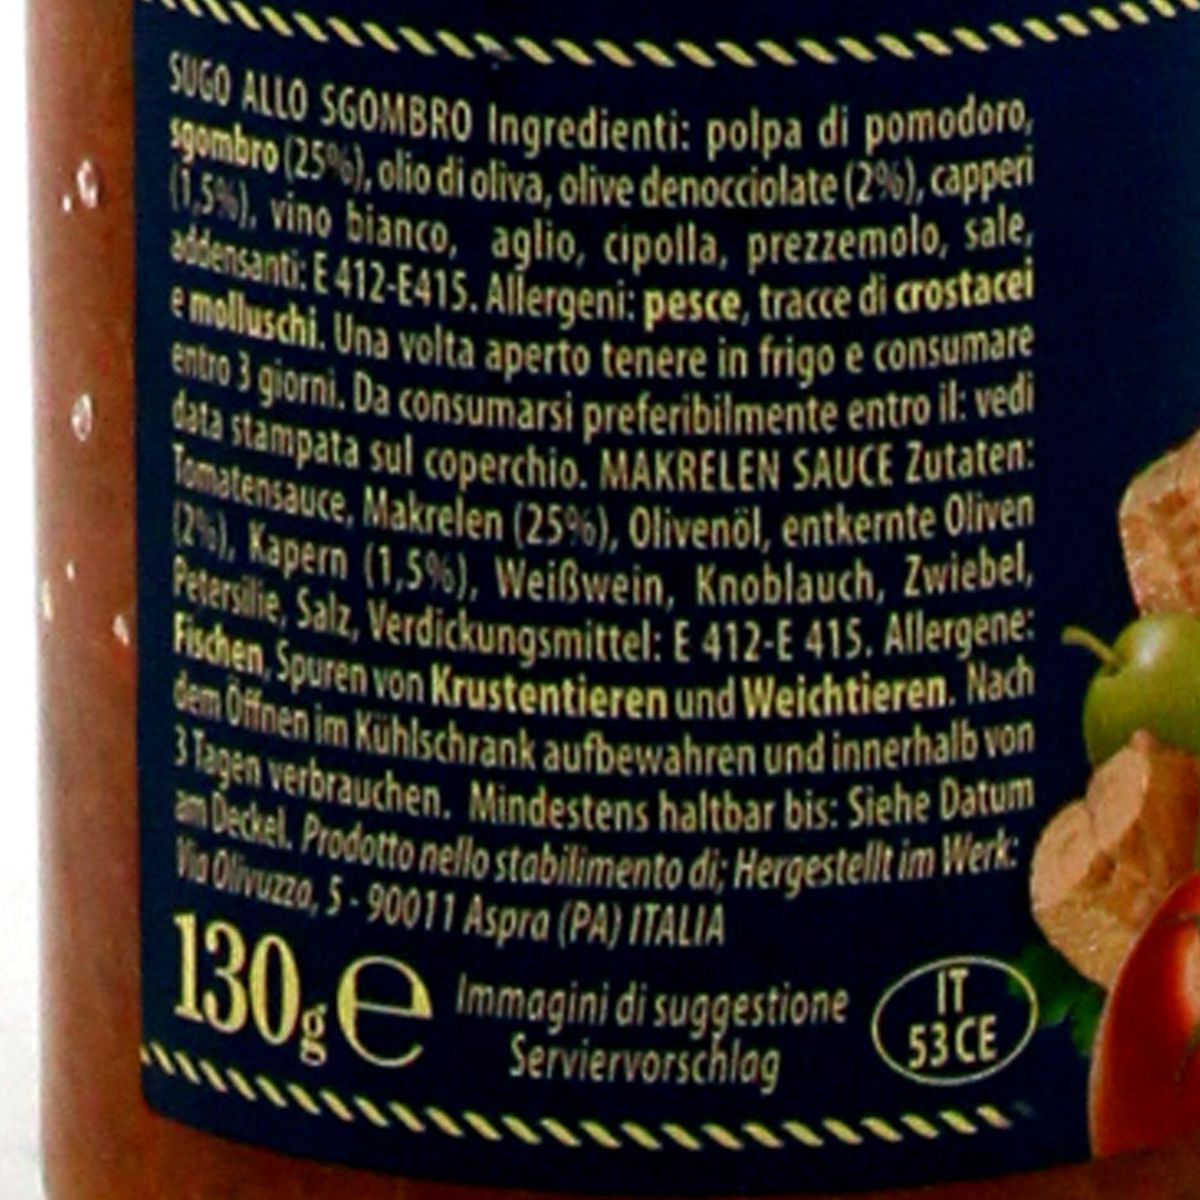 SUGO ALLO SGOMBRO Ingredienti: polpa di pomodoro,
sgombro (25%), olio di oliva, olive denocciolate (2%), capperi
(1,5%), vino bianco, aglio, cipolla, prezzemolo, sale,
addensanti: E 412-E415. Allergeni: pesce, tracce di crostacei
e molluschi. Una volta aperto tenere in frigo e consumare
entro 3 giorni. Da consumarsi preferibilmente entro il: vedi
data stampata sul coperchio. MAKRELEN SAUCE Zutaten:
Tomatensauce, Makrelen (25%), Olivenöl, entkernte Oliven
(2%), Kapern (1,5%), Weißwein, Knoblauch, Zwiebel,
Petersilie, Salz, Verdickungsmittel: E 412-E 415. Allergene:
Fischen, Spuren von Krustentieren und Weichtieren. Nach
dem Öffnen im Kühlschrank aufbewahren und innerhalb von
3 Tagen verbrauchen. Mindestens haltbar bis: Siehe Datum
am Deckel. Prodotto nello stabilimento di; Hergestellt im Werk:
Via Olivuzza, 5 - 90011 Aspra (PA) ITALIA
130g e
Immagini di suggestione
Serviervorschlag
IT
53 CE